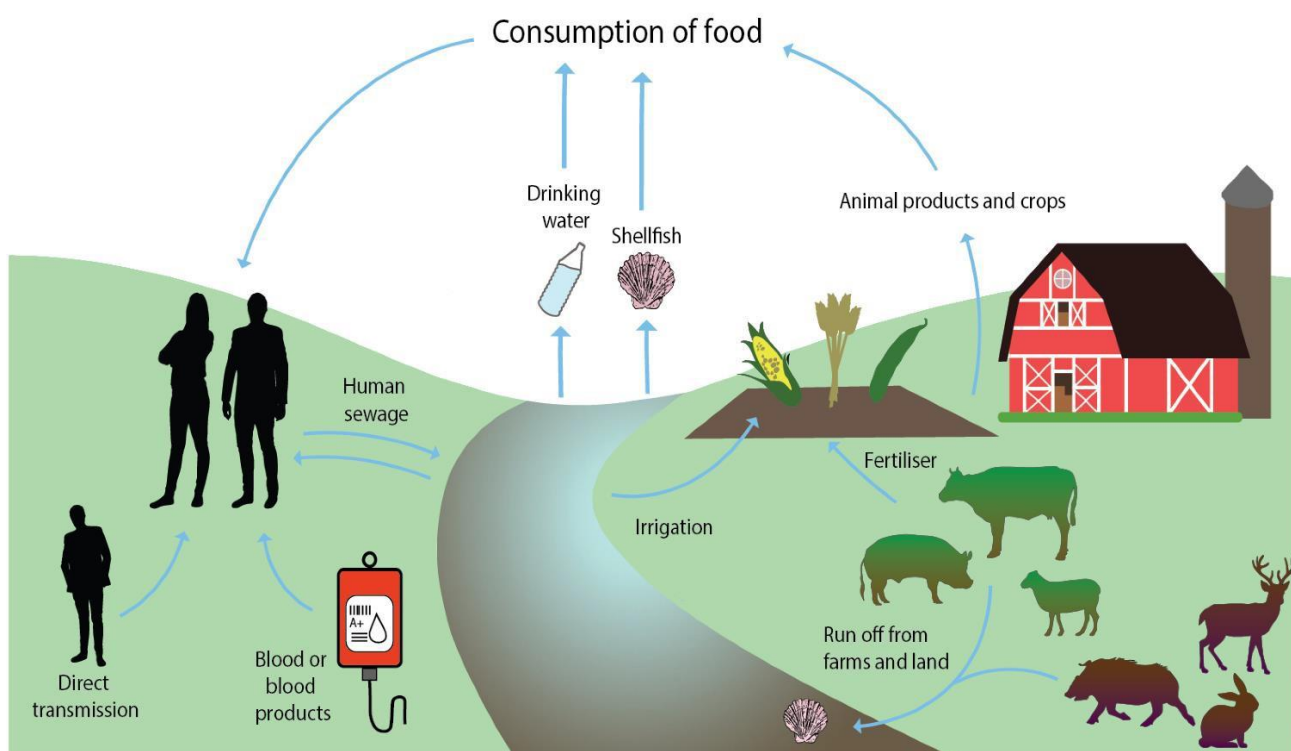 Consumption of food
Drinking
water
Shellfish
Animal products and crops
Human
sewage
Fertiliser
Irrigation
Run off from
farms and land
A+
Blood or
blood
products
Direct
transmission